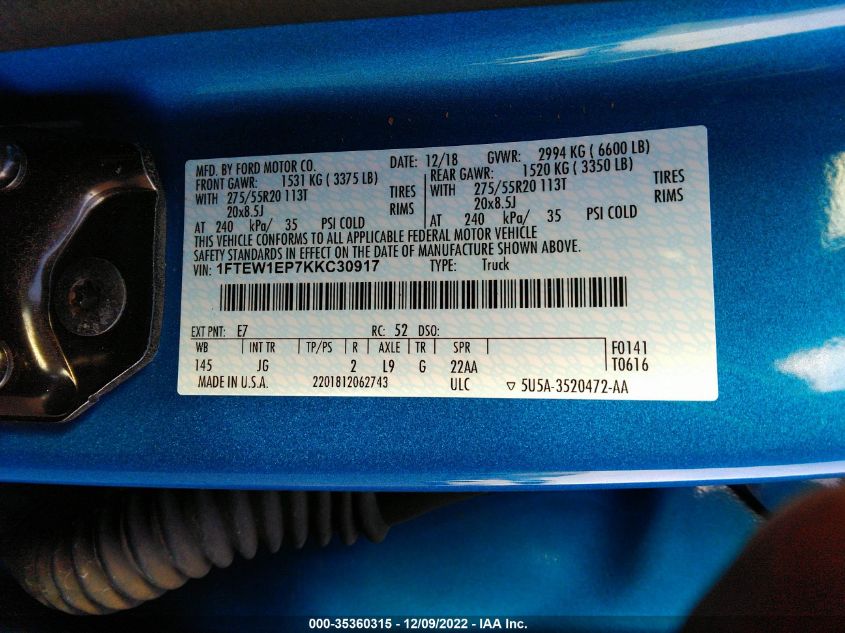 MFD. BY FORD MOTOR CO. DATE: 12/18 GVWR: 2994 KG ( 6600 LB)
FRONT GAWR: 1531 KG ( 3375 LB) REAR GAWR: 1520 KG ( 3350 LB)
WITH 275/55R20 113T TIRES WITH 275/55R20 113T TIRES
20x8.5J RIMS 20x8.5J RIMS
AT 240 kPa/ 35 PSI COLD AT 240 kPa/ 35 PSI COLD
THIS VEHICLE CONFORMS TO ALL APPLICABLE FEDERAL MOTOR VEHICLE
SAFETY STANDARDS IN EFFECT ON THE DATE OF MANUFACTURE SHOWN ABOVE.
VIN: 1FTEW1EP7KKC30917 TYPE: Truck
EXT PNT: E7 RC: 52 DSO:
WB INT TR TP/PS R AXLE TR SPR F0141
145 JG 2 L9 G 22AA T0616
MADE IN U.S.A. 2201812062743 ULC ▽ 5U5A-3520472-AA
000-35360315 - 12/09/2022 - IAA Inc.